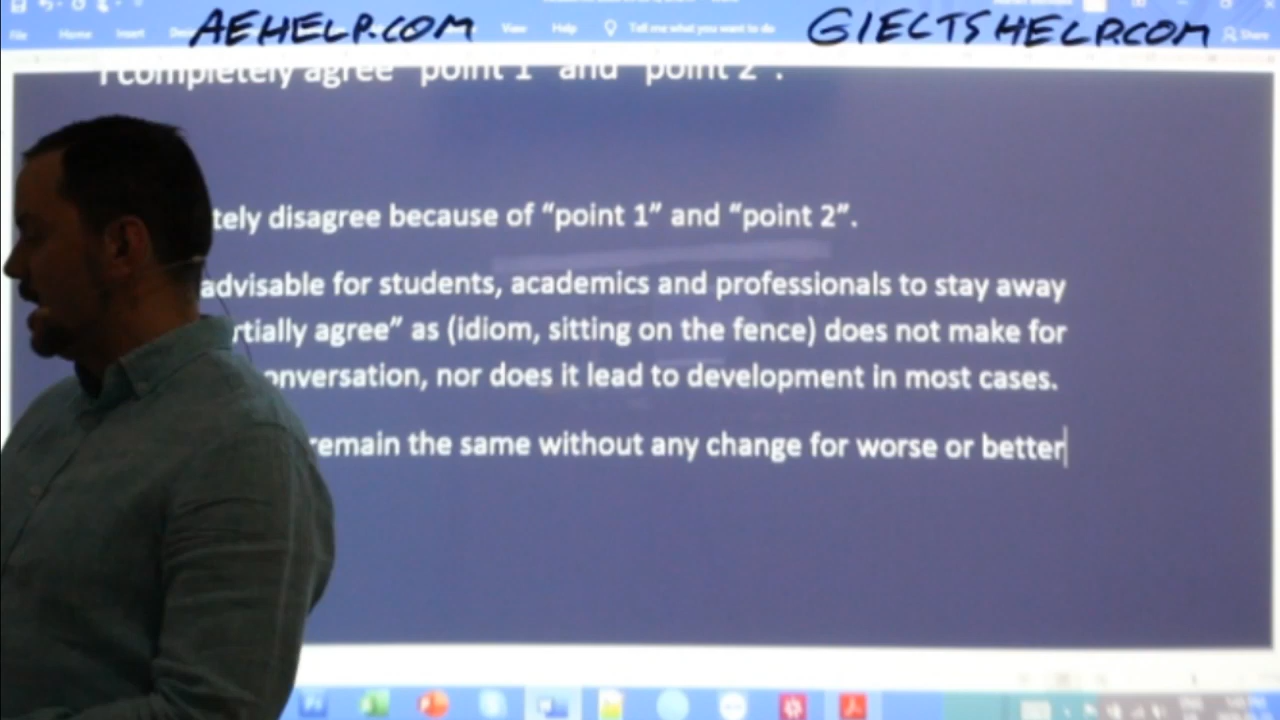 AEHELP.COM
GIELTSHELP.COM
File Home Insert View Help Tell me what you want to do Share
I completely agree "point 1" and "point 2".
tely disagree because of “point 1” and “point 2”.
advisable for students, academics and professionals to stay away
rtially agree” as (idiom, sitting on the fence) does not make for
onversation, nor does it lead to development in most cases.
remain the same without any change for worse or better